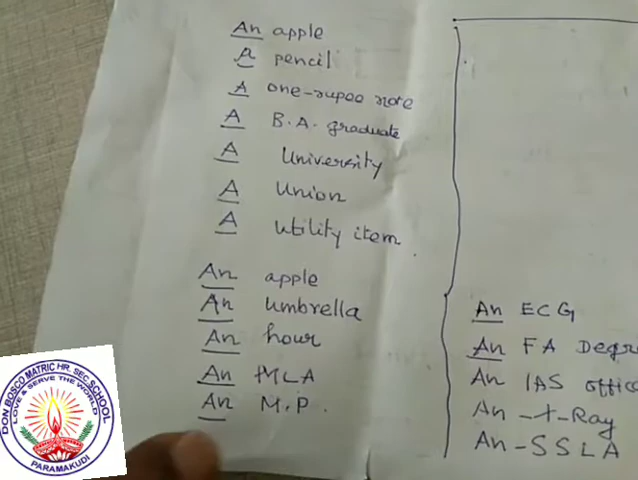 An apple
A pencil
A one-rupee note
A B.A. graduate
A University
A Union
A utility item
An apple
An umbrella
An hour
An MLA
An M.P.
An ECG
An FA Degre
An IAS offic
An -X-Ray
An -SSLA
DON BOSCO MATRIC HR. SEC SCHOOL
LOVE & SERVE THE WORLD
PARAMAKUDI